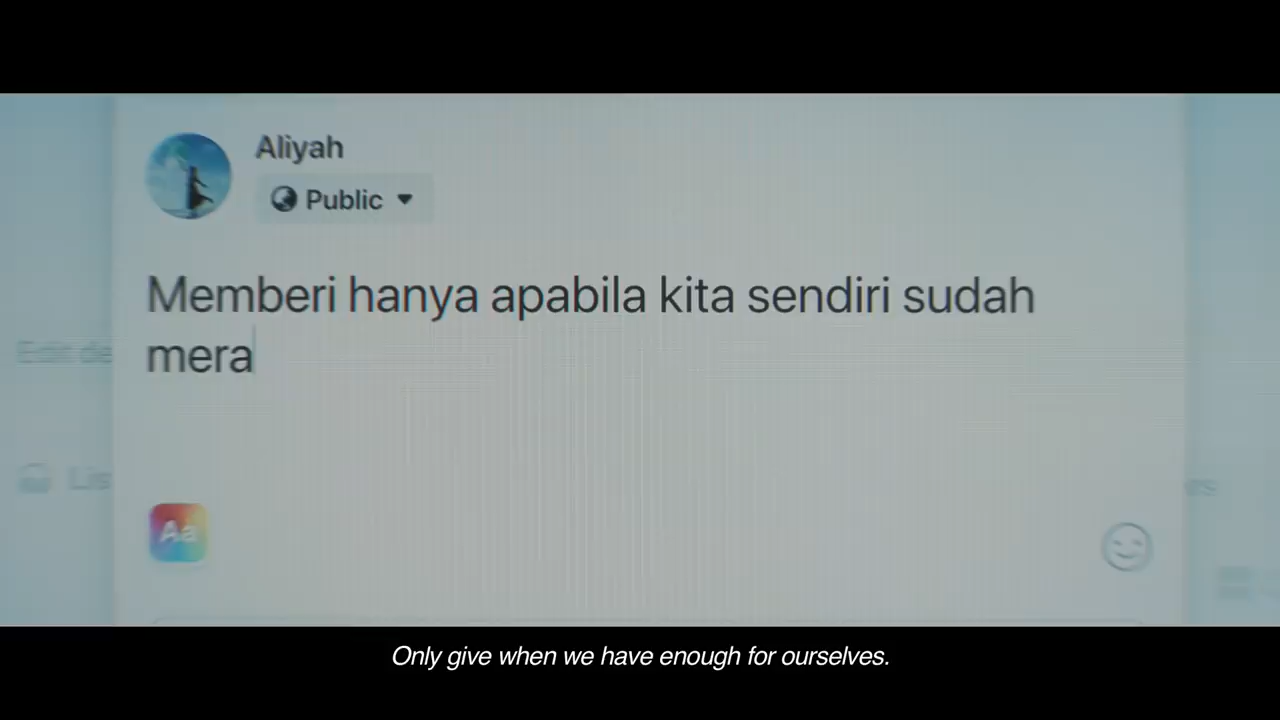 Aliyah
Public
Memberi hanya apabila kita sendiri sudah
mera
Aa
Only give when we have enough for ourselves.